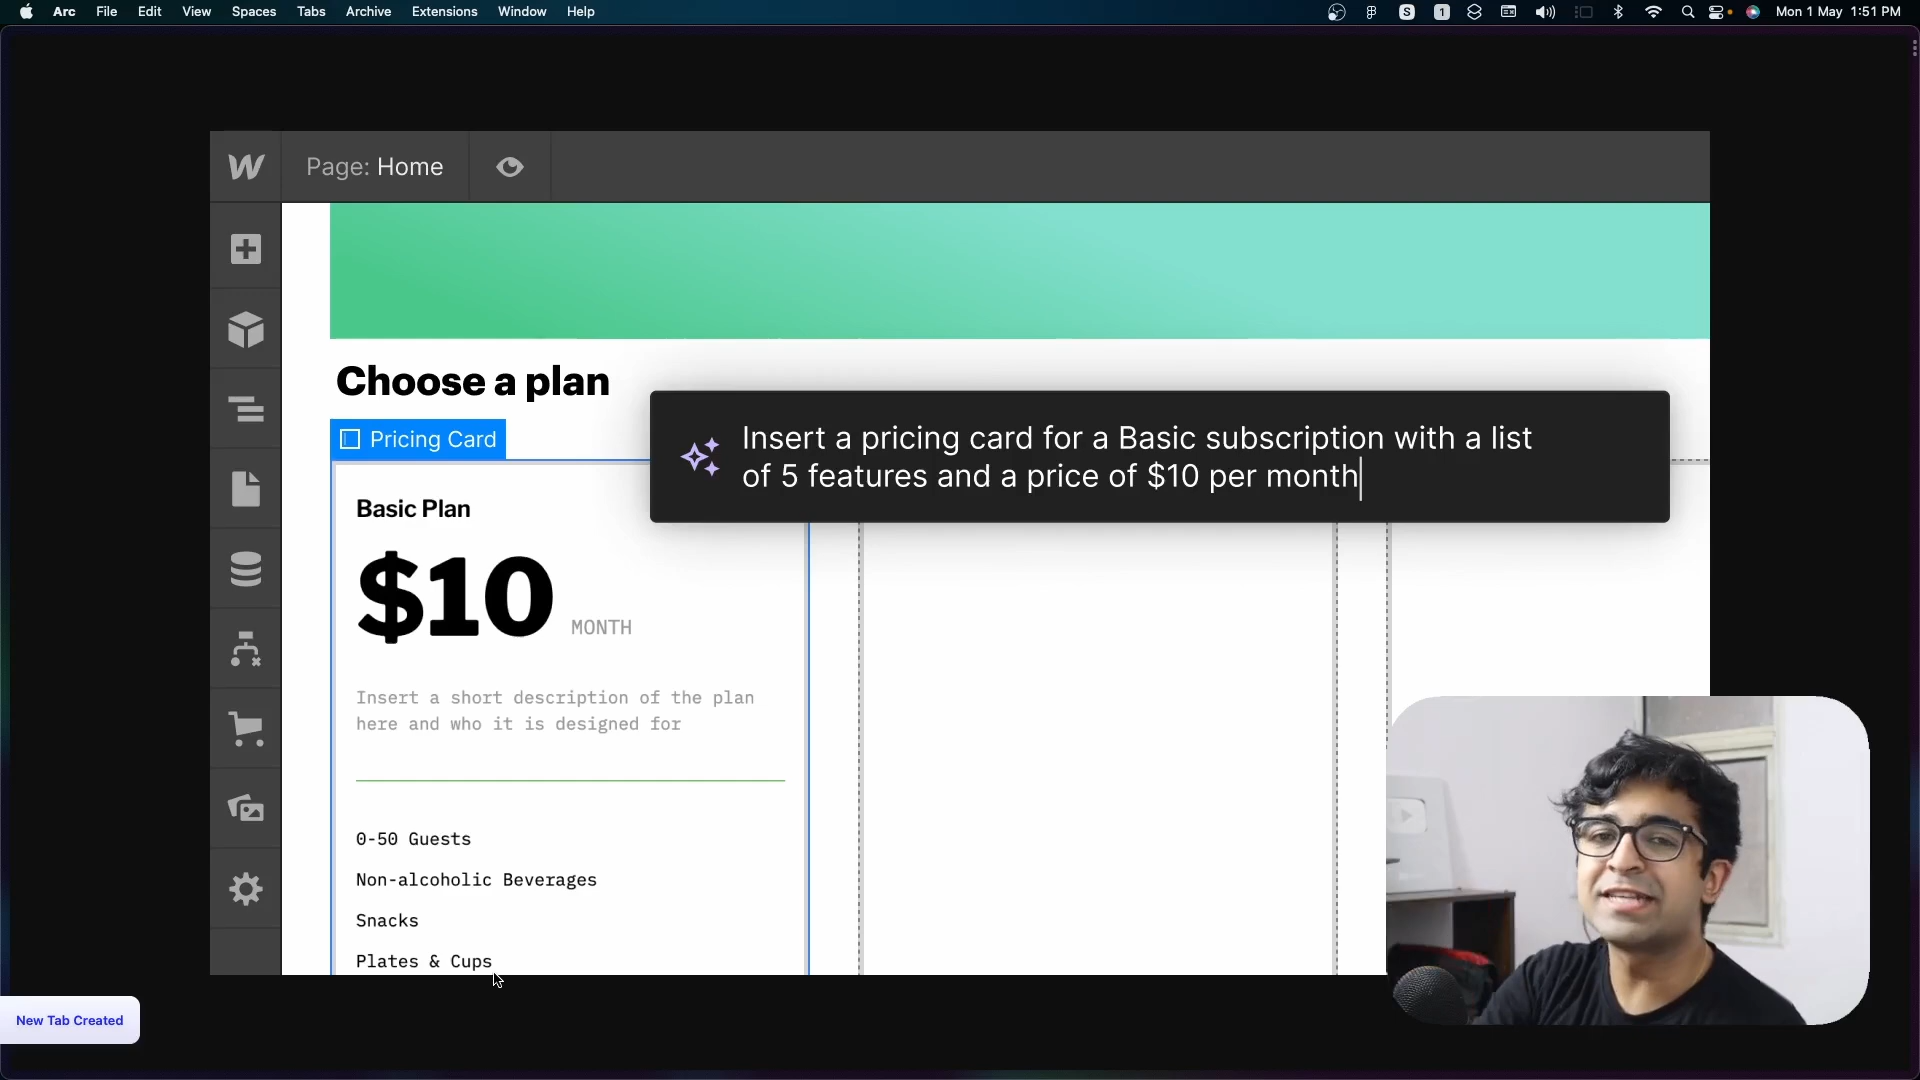 Arc File Edit View Spaces Tabs Archive Extensions Window Help S 1 Mon 1 May 1:51 PM
W Page: Home
Choose a plan
Pricing Card
Insert a pricing card for a Basic subscription with a list
of 5 features and a price of $10 per month
Basic Plan
$10 MONTH
Insert a short description of the plan
here and who it is designed for
0-50 Guests
Non-alcoholic Beverages
Snacks
Plates & Cups
New Tab Created